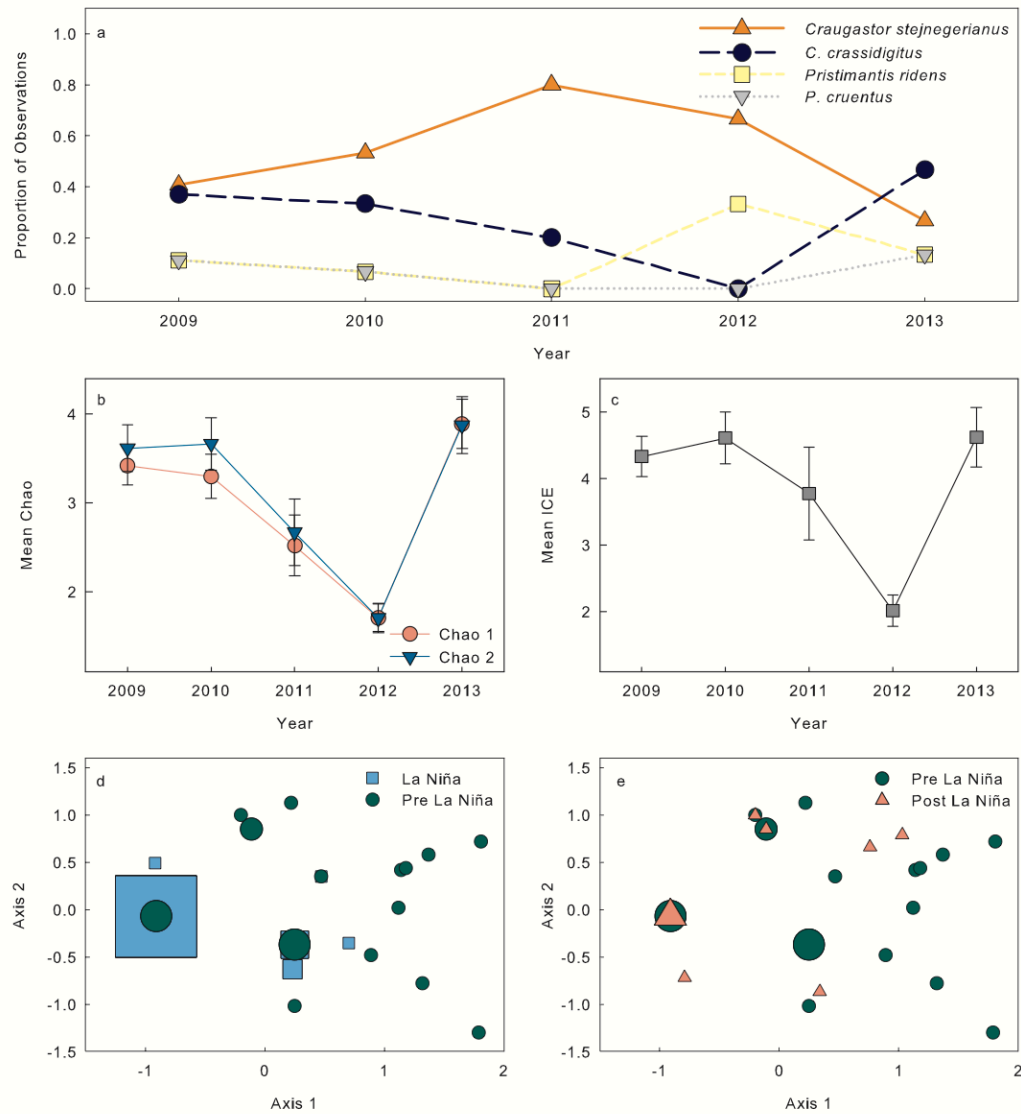 a
Craugastor stejnegerianus
C. crassidigitus
Pristimantis ridens
P. cruentus
1.0
0.8
0.6
0.4
0.2
0.0
Proportion of Observations
2009 2010 2011 2012 2013
Year
b
4
3
2
Mean Chao
Chao 1
Chao 2
2009 2010 2011 2012 2013
Year
c
5
4
3
2
Mean ICE
2009 2010 2011 2012 2013
Year
d
La Niña
Pre La Niña
1.5
1.0
0.5
0.0
-0.5
-1.0
-1.5
Axis 2
-1 0 1 2
Axis 1
e
Pre La Niña
Post La Niña
1.5
1.0
0.5
0.0
-0.5
-1.0
-1.5
Axis 2
-1 0 1 2
Axis 1